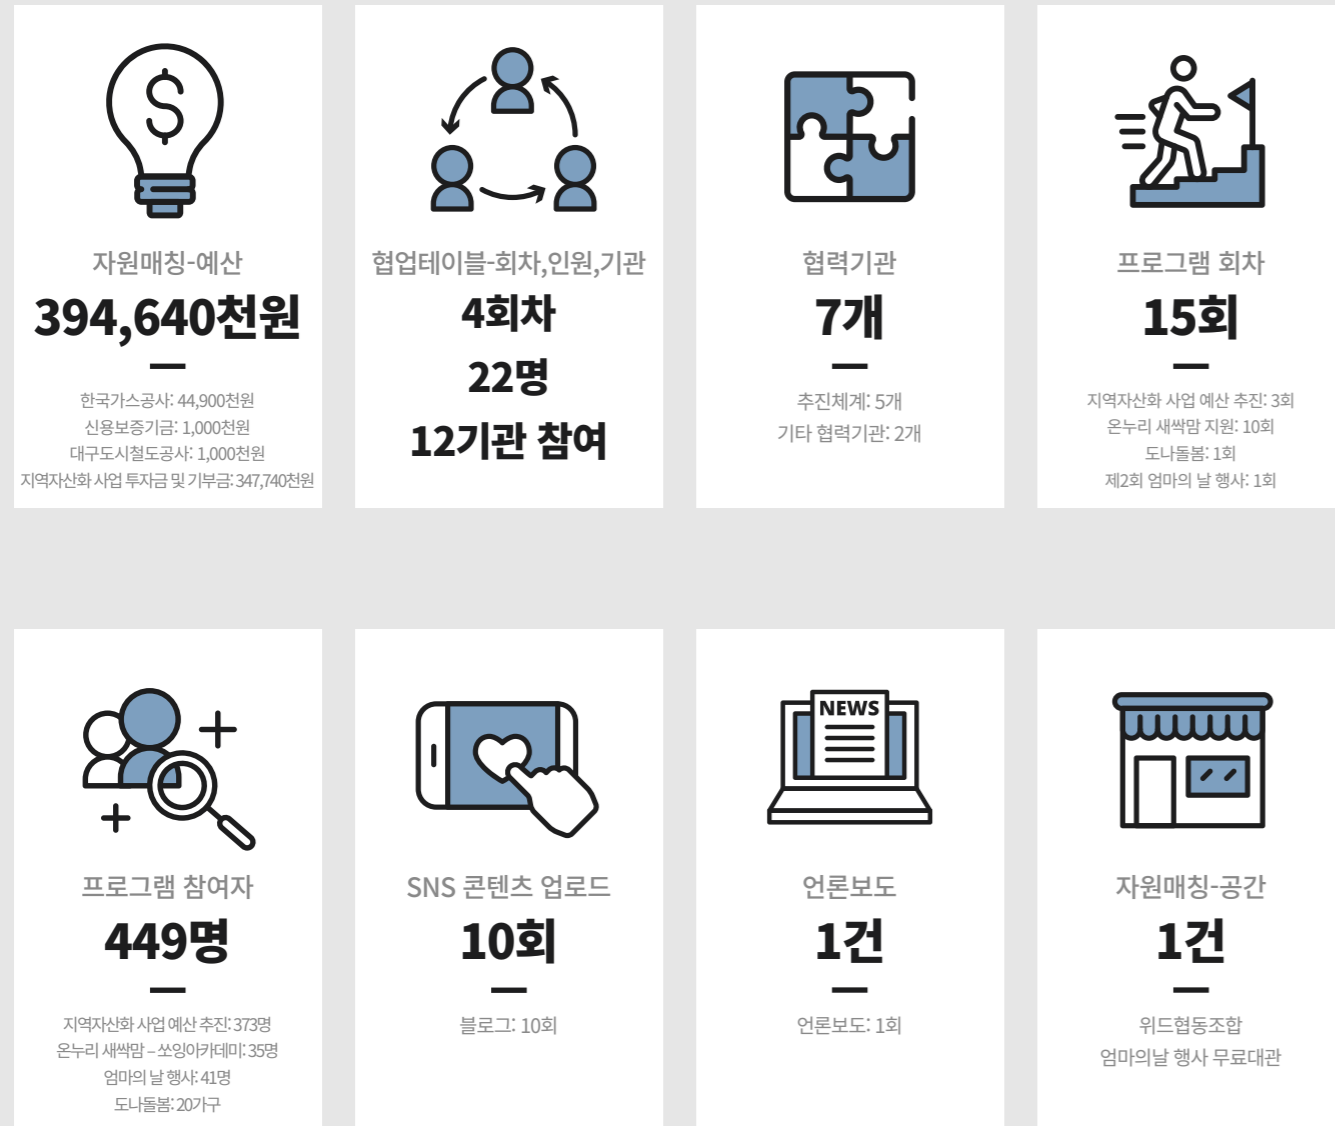 자원매칭-예산
394,640천원
한국가스공사: 44,900천원
신용보증기금: 1,000천원
대구도시철도공사: 1,000천원
지역자산화 사업 투자금 및 기부금: 347,740천원
협업테이블-회차,인원,기관
4회차
22명
12기관 참여
협력기관
7개
추진체계: 5개
기타 협력기관: 2개
프로그램 회차
15회
지역자산화 사업 예산 추진: 3회
온누리 새싹맘 지원: 10회
도나돌봄: 1회
제2회 엄마의 날 행사: 1회
프로그램 참여자
449명
지역자산화 사업 예산 추진: 373명
온누리 새싹맘 – 쏘잉아카데미: 35명
엄마의 날 행사: 41명
도나돌봄: 20가구
SNS 콘텐츠 업로드
10회
블로그: 10회
NEWS
언론보도
1건
언론보도: 1회
자원매칭-공간
1건
위드협동조합
엄마의날 행사 무료대관